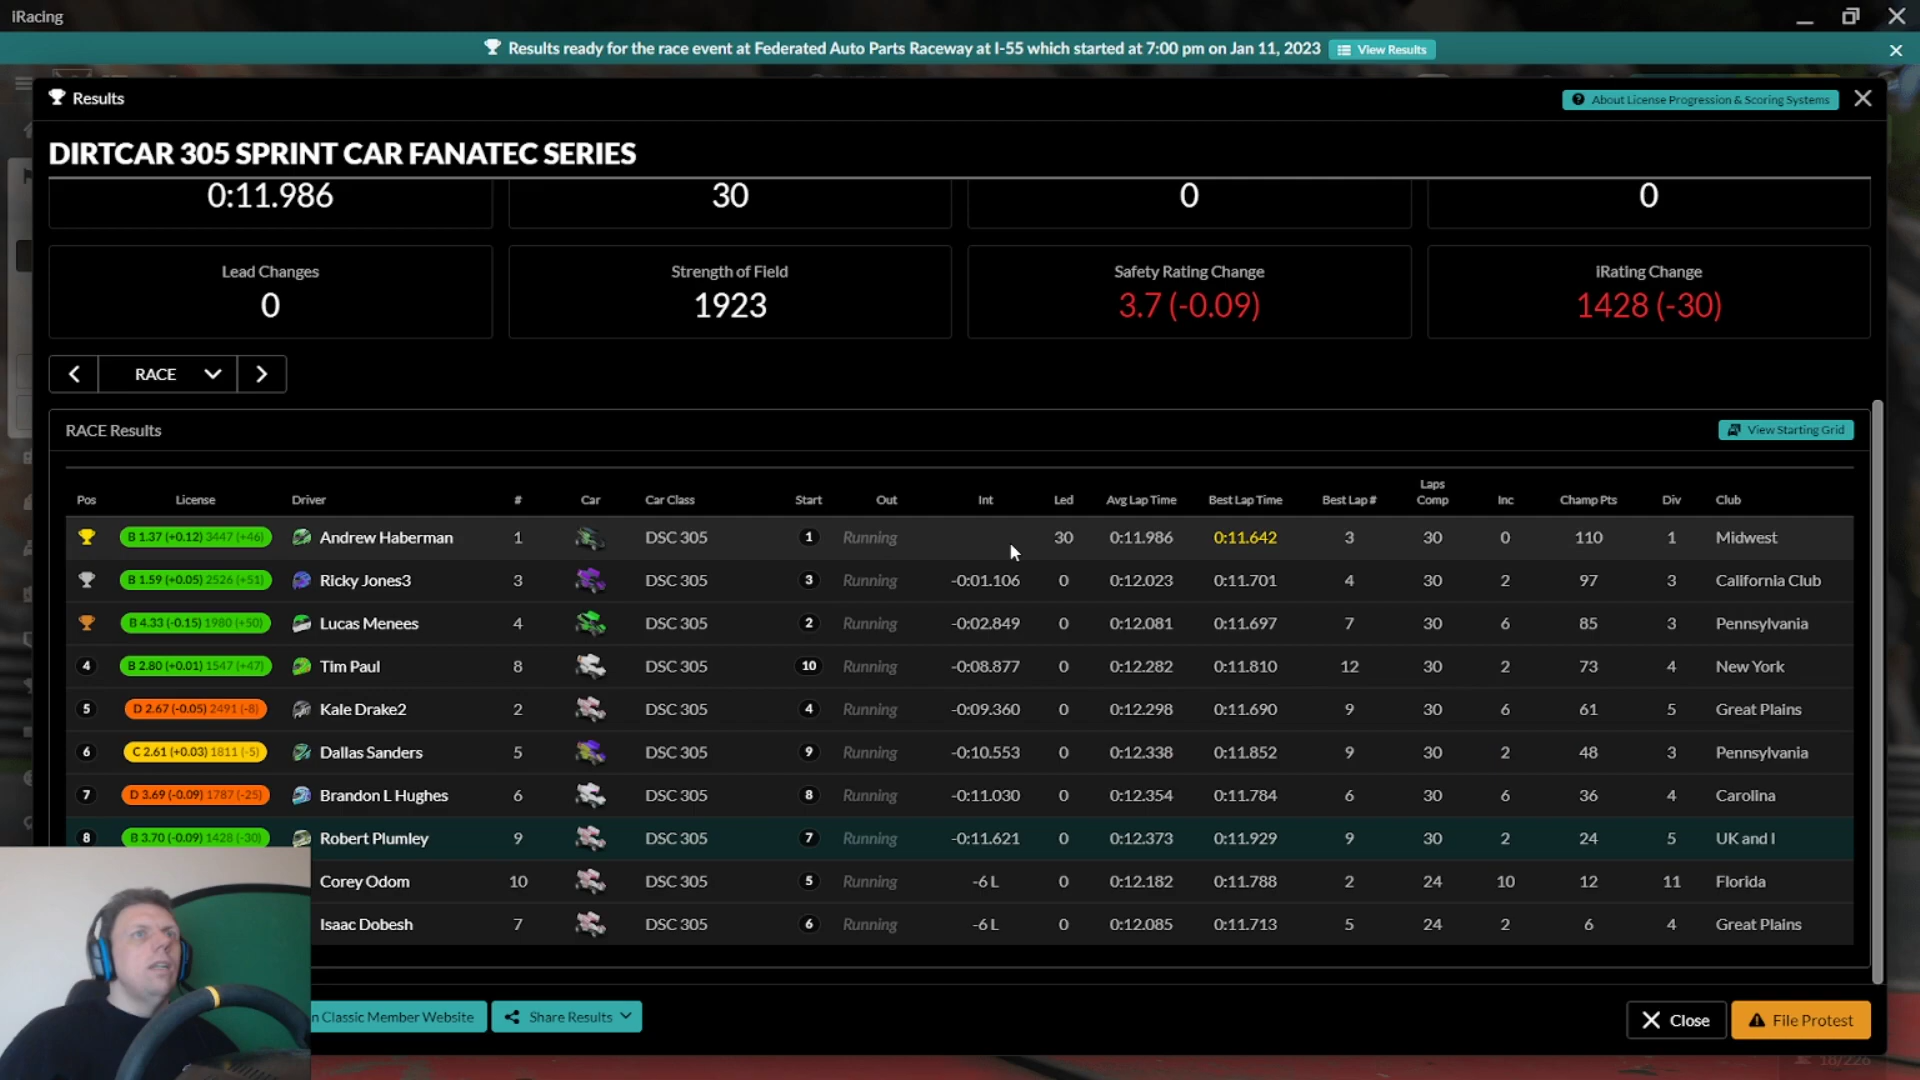 iRacing
Results ready for the race event at Federated Auto Parts Raceway at I-55 which started at 7:00 pm on Jan 11, 2023 View Results
Results About License Progression & Scoring Systems
DIRTCAR 305 SPRINT CAR FANATEC SERIES
0:11.986 30 0 0
Lead Changes Strength of Field Safety Rating Change iRating Change
0 1923 3.7 (-0.09) 1428 (-30)
RACE
RACE Results View Starting Grid
Pos License Driver # Car Car Class Start Out Int Led Avg Lap Time Best Lap Time Best Lap # Laps Comp Inc Champ Pts Div Club
B 1.37 (+0.12) 3447 (+46) Andrew Haberman 1 DSC 305 1 Running 30 0:11.986 0:11.642 3 30 0 110 1 Midwest
B 1.59 (+0.05) 2526 (+51) Ricky Jones3 3 DSC 305 3 Running -0:01.106 0 0:12.023 0:11.701 4 30 2 97 3 California Club
B 4.33 (-0.15) 1980 (+50) Lucas Menees 4 DSC 305 2 Running -0:02.849 0 0:12.081 0:11.697 7 30 6 85 3 Pennsylvania
4 B 2.80 (+0.01) 1547 (+47) Tim Paul 8 DSC 305 10 Running -0:08.877 0 0:12.282 0:11.810 12 30 2 73 4 New York
5 D 2.67 (-0.05) 2491 (-8) Kale Drake2 2 DSC 305 4 Running -0:09.360 0 0:12.298 0:11.690 9 30 6 61 5 Great Plains
6 C 2.61 (+0.03) 1811 (-5) Dallas Sanders 5 DSC 305 9 Running -0:10.553 0 0:12.338 0:11.852 9 30 2 48 3 Pennsylvania
7 D 3.69 (-0.09) 1787 (-25) Brandon L Hughes 6 DSC 305 8 Running -0:11.030 0 0:12.354 0:11.784 6 30 6 36 4 Carolina
8 B 3.70 (-0.09) 1428 (-30) Robert Plumley 9 DSC 305 7 Running -0:11.621 0 0:12.373 0:11.929 9 30 2 24 5 UK and I
Corey Odom 10 DSC 305 5 Running -6 L 0 0:12.182 0:11.788 2 24 10 12 11 Florida
Isaac Dobesh 7 DSC 305 6 Running -6 L 0 0:12.085 0:11.713 5 24 2 6 4 Great Plains
n Classic Member Website Share Results Close File Protest
18/226